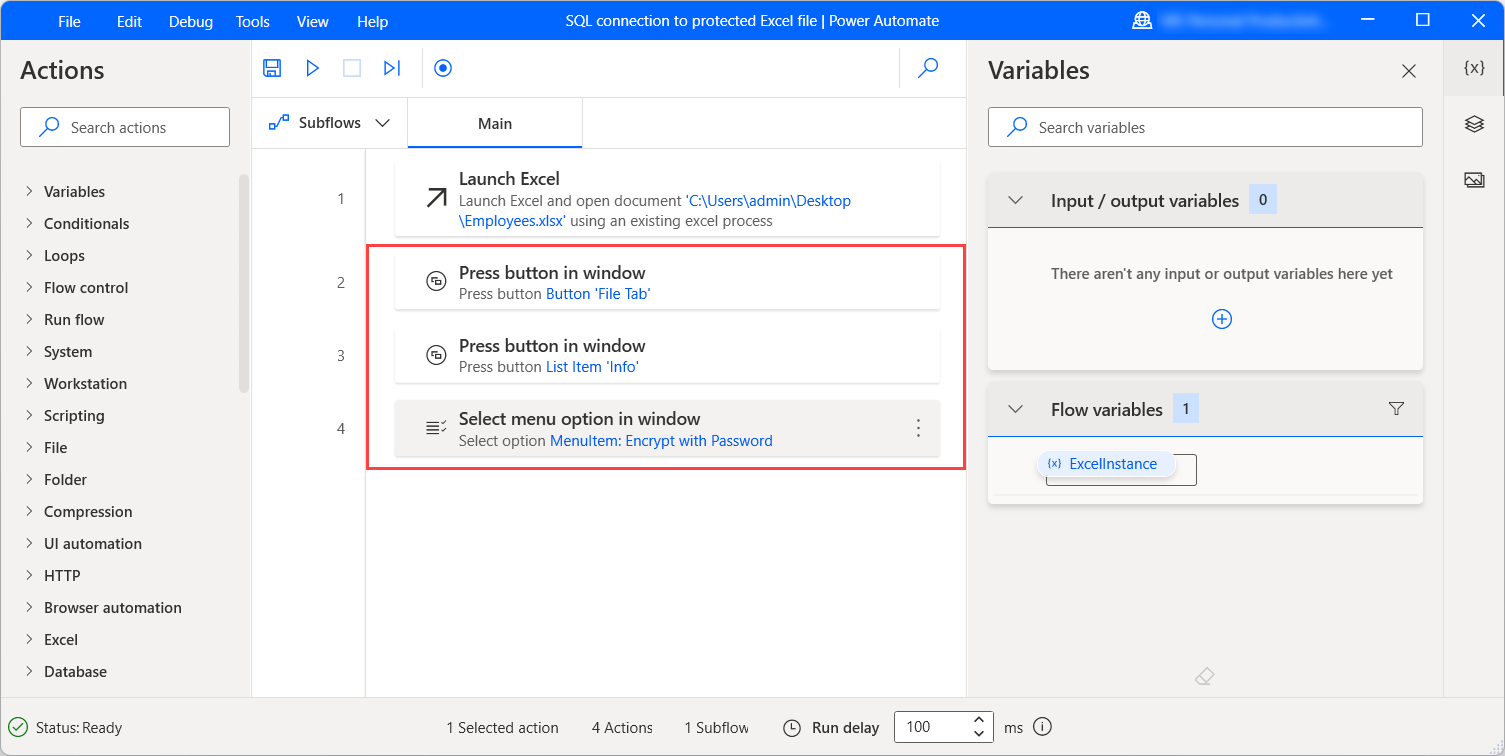 File Edit Debug Tools View Help SQL connection to protected Excel file | Power Automate
Actions
Search actions
Variables
Conditionals
Loops
Flow control
Run flow
System
Workstation
Scripting
File
Folder
Compression
UI automation
HTTP
Browser automation
Excel
Database
Subflows Main
1
Launch Excel
Launch Excel and open document 'C:\Users\admin\Desktop
\Employees.xlsx' using an existing excel process
2
Press button in window
Press button Button 'File Tab'
3
Press button in window
Press button List Item 'Info'
4
Select menu option in window
Select option MenuItem: Encrypt with Password
Variables
{x}
Search variables
Input / output variables 0
There aren't any input or output variables here yet
Flow variables 1
{x} ExcelInstance
Status: Ready 1 Selected action 4 Actions 1 Subflow Run delay 100 ms